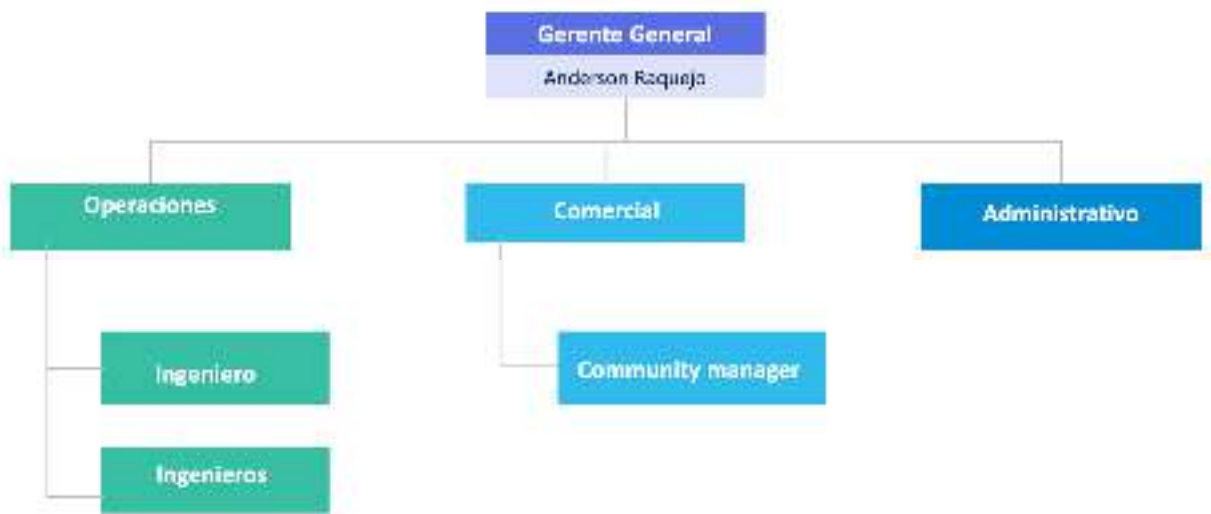 Gerente General
Anderson Raquejo
Operaciones
Comercial
Administrativo
Ingeniero
Community manager
Ingenieros